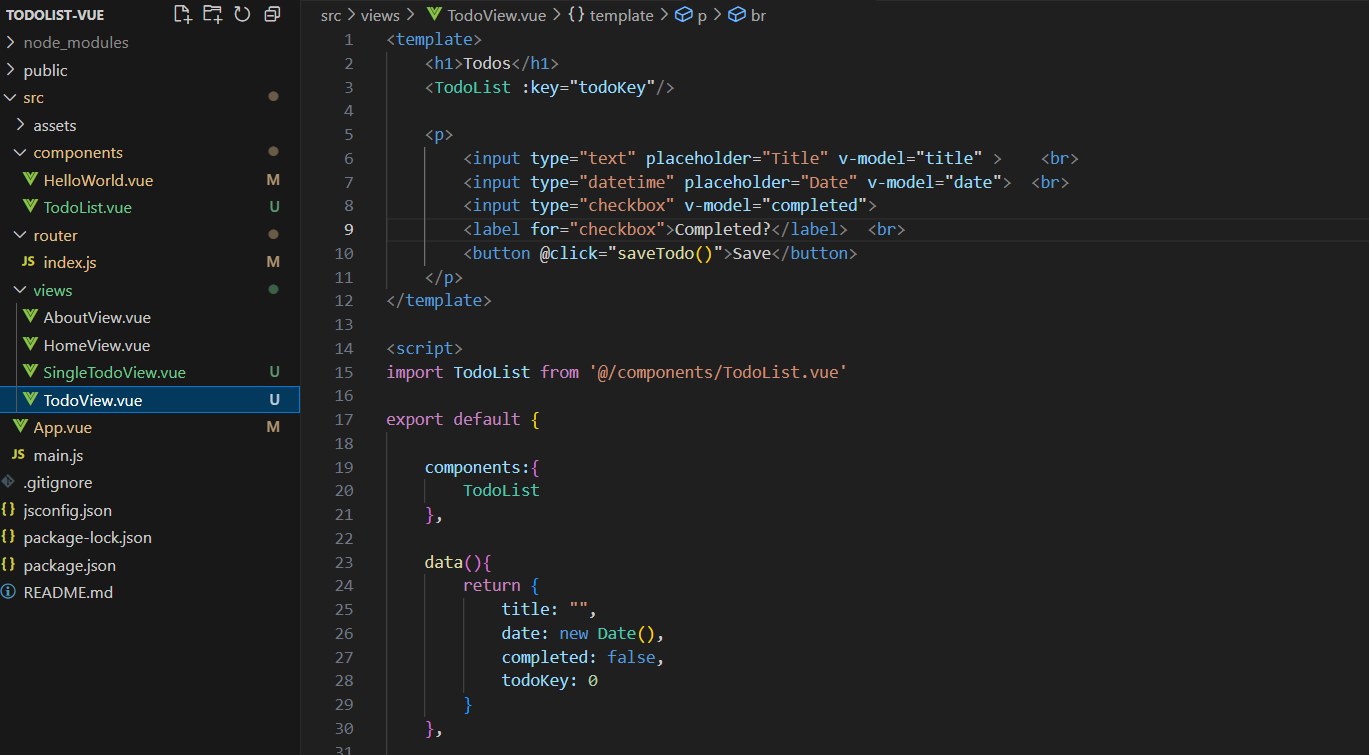 TODOLIST-VUE
node_modules
public
src
assets
components
HelloWorld.vue M
TodoList.vue U
router
JS index.js M
views
AboutView.vue
HomeView.vue
SingleTodoView.vue U
TodoView.vue U
App.vue M
JS main.js
.gitignore
{} jsconfig.json
{} package-lock.json
{} package.json
README.md
src > views > TodoView.vue > {} template > p > br
1 <template>
2 <h1>Todos</h1>
3 <TodoList :key="todoKey"/>
4
5 <p>
6 <input type="text" placeholder="Title" v-model="title" > <br>
7 <input type="datetime" placeholder="Date" v-model="date"> <br>
8 <input type="checkbox" v-model="completed">
9 <label for="checkbox">Completed?</label> <br>
10 <button @click="saveTodo()">Save</button>
11 </p>
12 </template>
13
14 <script>
15 import TodoList from '@/components/TodoList.vue'
16
17 export default {
18
19 components:{
20 TodoList
21 },
22
23 data(){
24 return {
25 title: "",
26 date: new Date(),
27 completed: false,
28 todoKey: 0
29 }
30 },
31